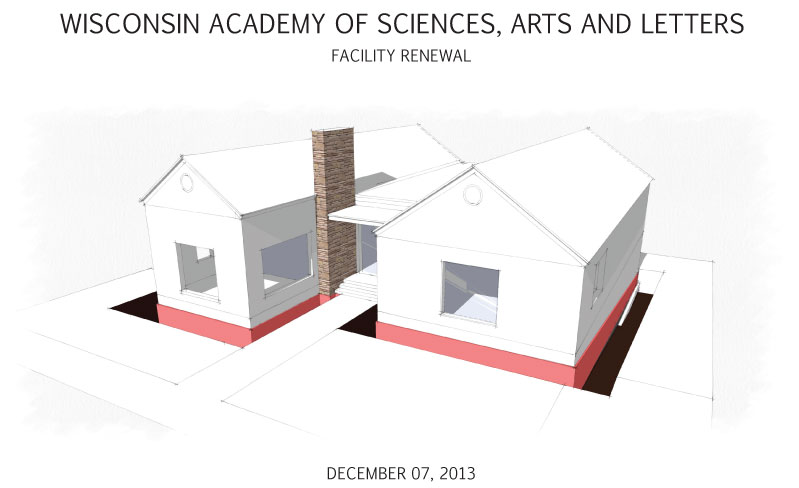 WISCONSIN ACADEMY OF SCIENCES, ARTS AND LETTERS
FACILITY RENEWAL
DECEMBER 07, 2013